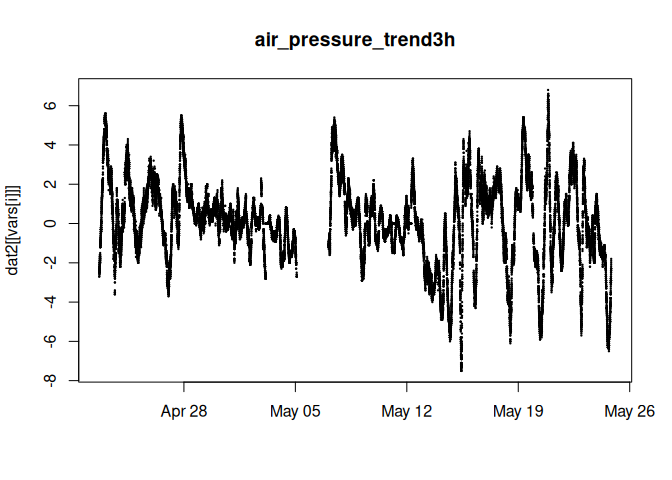 air_pressure_trend3h
dat2[[vars[i]]]
6
4
2
0
-2
-4
-6
-8
Apr 28
May 05
May 12
May 19
May 26